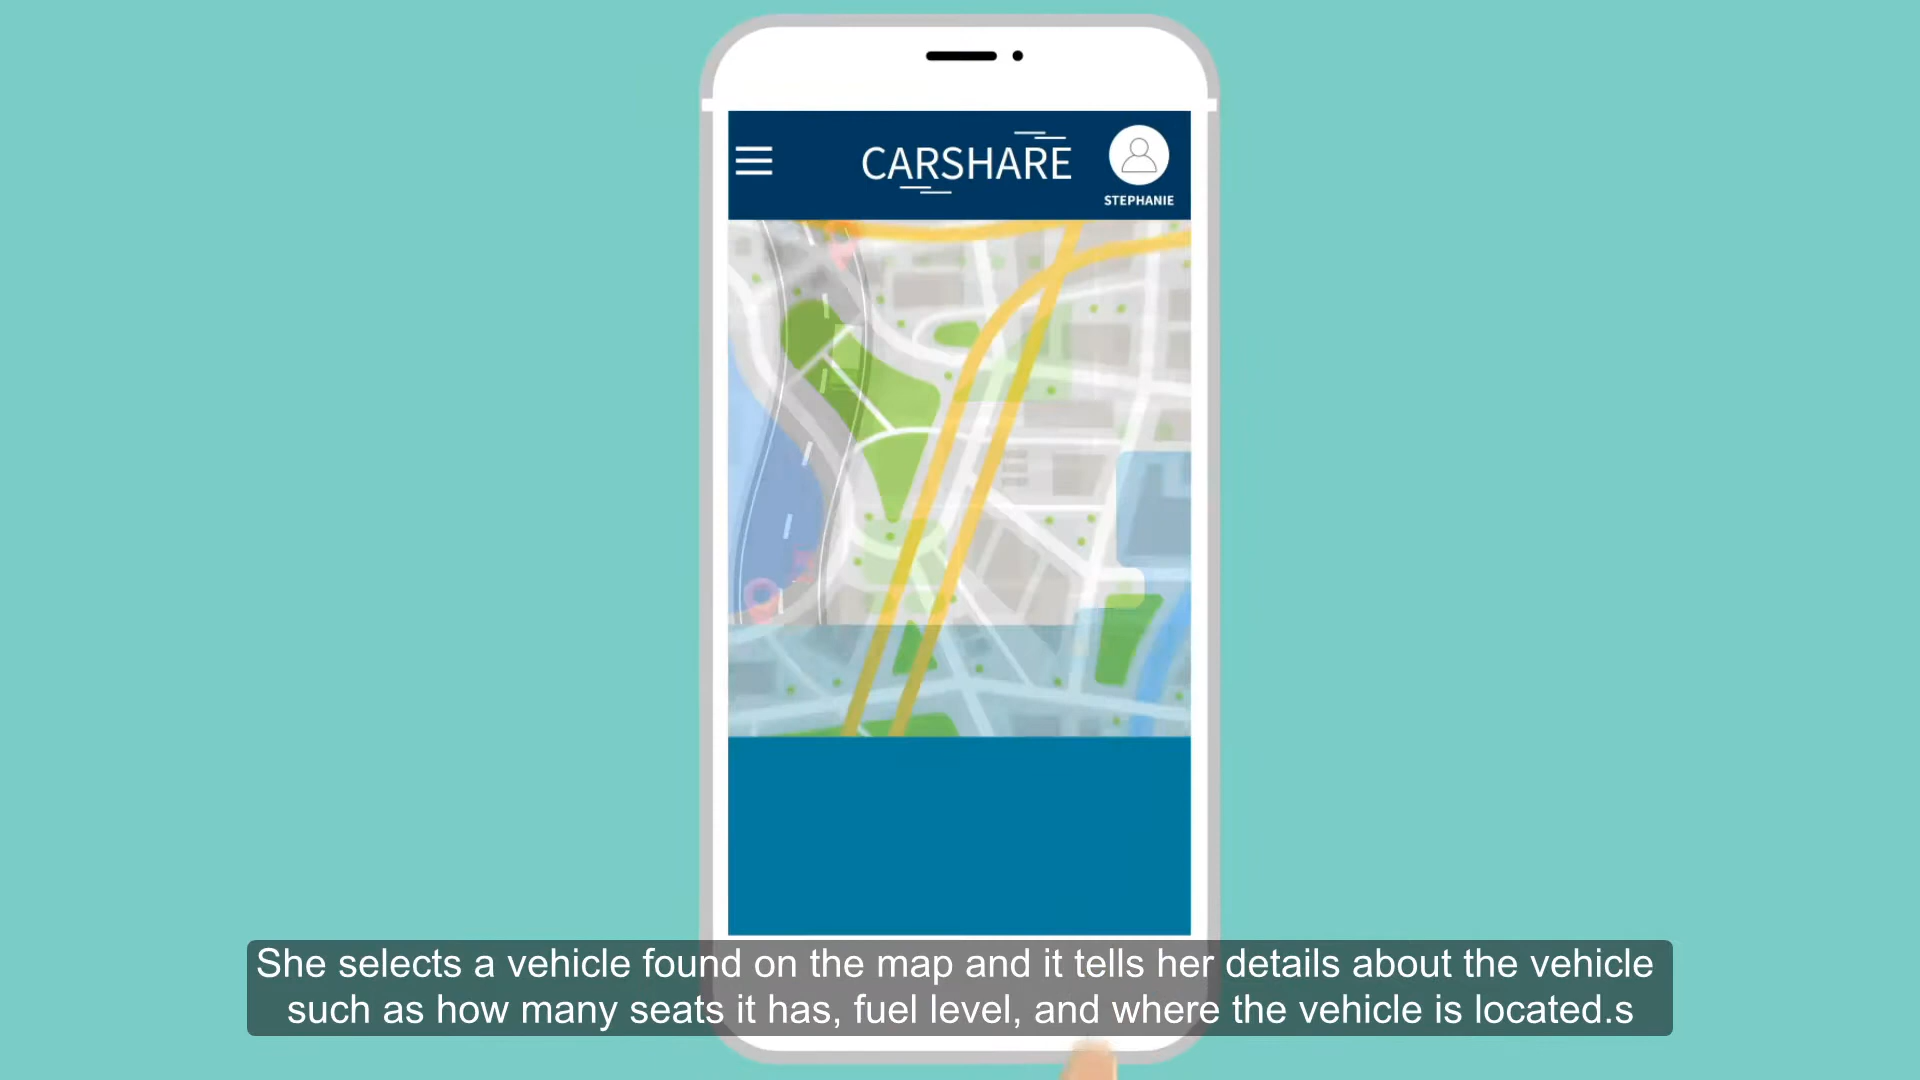 CARSHARE
STEPHANIE
She selects a vehicle found on the map and it tells her details about the vehicle
such as how many seats it has, fuel level, and where the vehicle is located.s